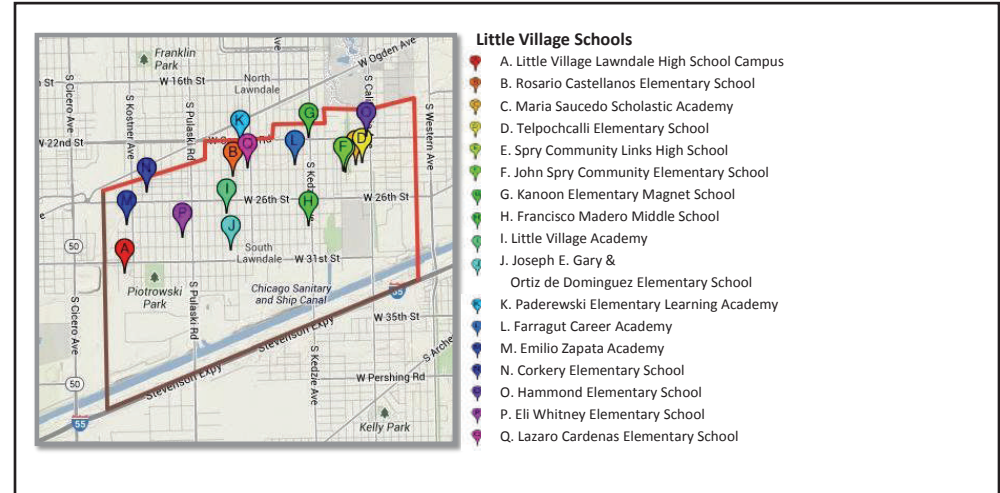 Little Village Schools
A. Little Village Lawndale High School Campus
B. Rosario Castellanos Elementary School
C. Maria Saucedo Scholastic Academy
D. Telpochcalli Elementary School
E. Spry Community Links High School
F. John Spry Community Elementary School
G. Kanoon Elementary Magnet School
H. Francisco Madero Middle School
I. Little Village Academy
J. Joseph E. Gary &
Ortiz de Dominguez Elementary School
K. Paderewski Elementary Learning Academy
L. Farragut Career Academy
M. Emilio Zapata Academy
N. Corkery Elementary School
O. Hammond Elementary School
P. Eli Whitney Elementary School
Q. Lazaro Cardenas Elementary School
Franklin
Park
W Ogden Ave
W 16th St
North
Lawndale
S Cicero Ave
S Kostner Ave
S Pulaski Rd
S Western Ave
W 22nd St
K
G
O
L
B
Q
F
D
N
M
I
H
P
J
A
W 26th St
W 26th St
50
South
Lawndale
W 31st St
Piotrowski
Park
Chicago Sanitary
and Ship Canal
55
S Pulaski Rd
S Cicero Ave
W 35th St
Stevenson Expy
Stevenson Expy
S Kedzie Ave
50
W Pershing Rd
55
Kelly Park